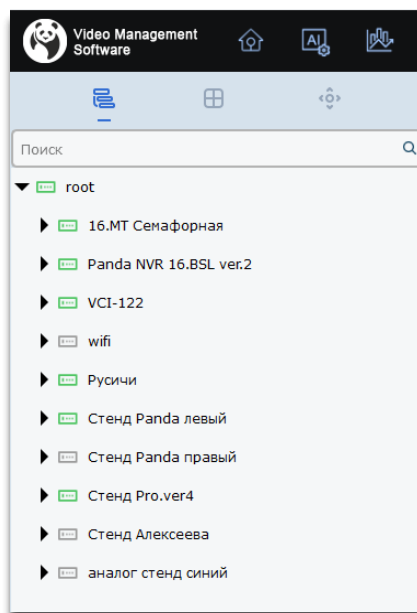 Video Management
Software
AI
Поиск
root
16.МТ Семафорная
Panda NVR 16.BSL ver.2
VCI-122
wifi
Русичи
Стенд Panda левый
Стенд Panda правый
Стенд Pro.ver4
Стенд Алексеева
аналог стенд синий